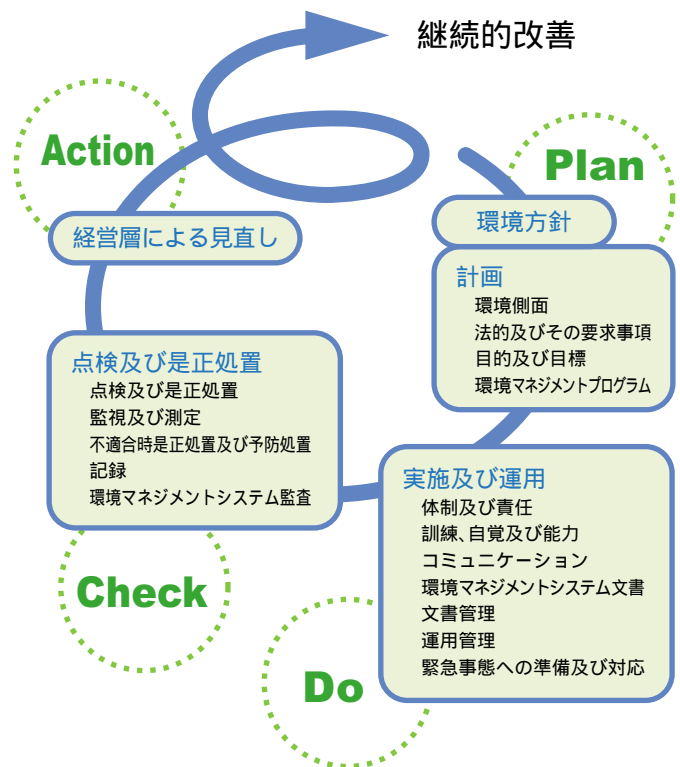 継続的改善
Action
経営層による見直し
Plan
環境方針
計画
環境側面
法的及びその要求事項
目的及び目標
環境マネジメントプログラム
点検及び是正処置
点検及び是正処置
監視及び測定
不適合時是正処置及び予防処置
記録
環境マネジメントシステム監査
Check
実施及び運用
体制及び責任
訓練、自覚及び能力
コミュニケーション
環境マネジメントシステム文書
文書管理
運用管理
緊急事態への準備及び対応
Do